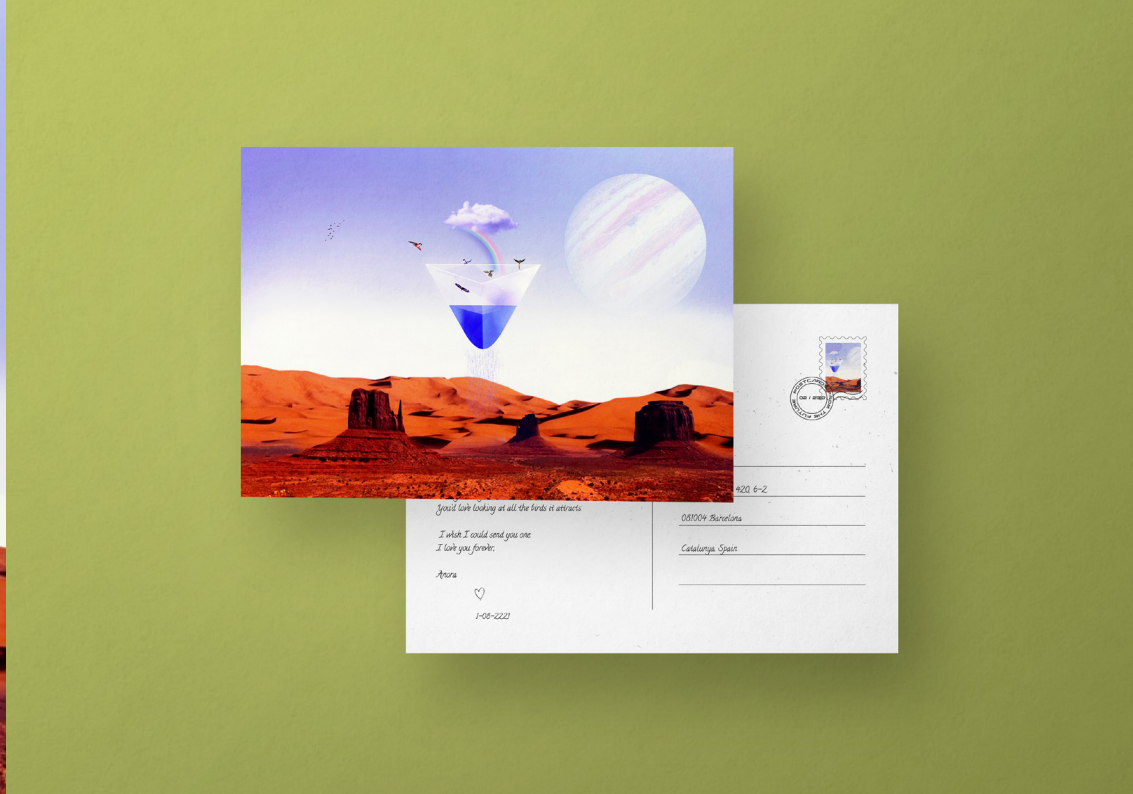 You'd love looking at all the birds it attracts
I wish I could send you one
I love you forever,
Anora
1-08-2221
420, 6-2
081004 Barcelona
Catalunya, Spain